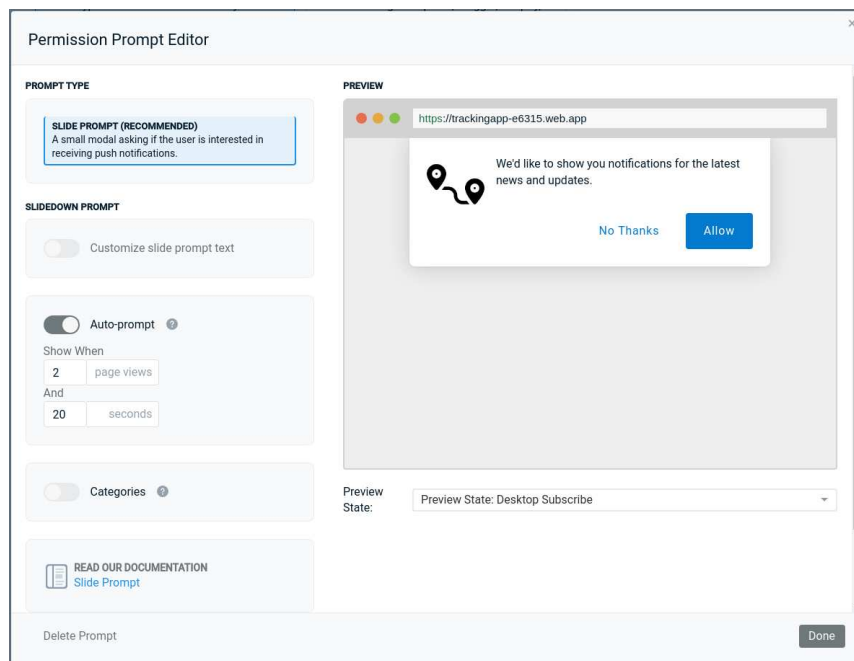 Permission Prompt Editor
PROMPT TYPE
SLIDE PROMPT (RECOMMENDED)
A small modal asking if the user is interested in
receiving push notifications.
SLIDEDOWN PROMPT
Customize slide prompt text
Auto-prompt ?
Show When
2 page views
And
20 seconds
Categories ?
READ OUR DOCUMENTATION
Slide Prompt
PREVIEW
https://trackingapp-e6315.web.app
We'd like to show you notifications for the latest
news and updates.
No Thanks Allow
Preview
State:
Preview State: Desktop Subscribe
Delete Prompt
Done